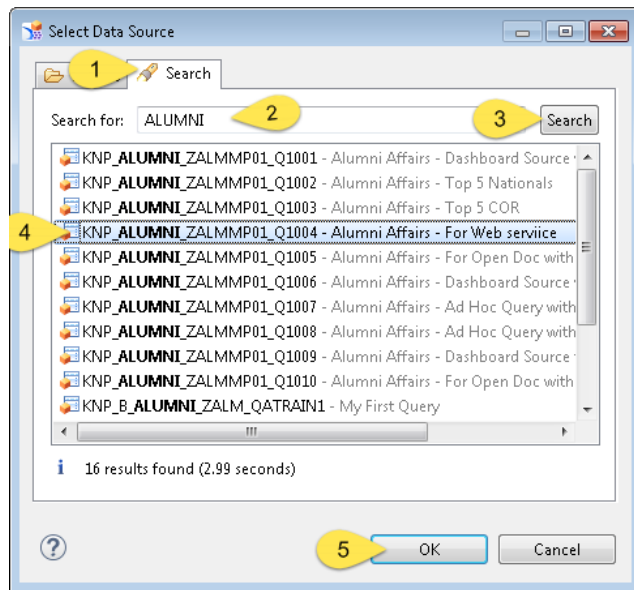 Select Data Source
1
Search
Search for: ALUMNI 2 3 Search
KNP_ALUMNI_ZALMMP01_Q1001 - Alumni Affairs - Dashboard Source
KNP_ALUMNI_ZALMMP01_Q1002 - Alumni Affairs - Top 5 Nationals
KNP_ALUMNI_ZALMMP01_Q1003 - Alumni Affairs - Top 5 COR
4 KNP_ALUMNI_ZALMMP01_Q1004 - Alumni Affairs - For Web serviice
KNP_ALUMNI_ZALMMP01_Q1005 - Alumni Affairs - For Open Doc with
KNP_ALUMNI_ZALMMP01_Q1006 - Alumni Affairs - Dashboard Source
KNP_ALUMNI_ZALMMP01_Q1007 - Alumni Affairs - Ad Hoc Query with
KNP_ALUMNI_ZALMMP01_Q1008 - Alumni Affairs - Ad Hoc Query with
KNP_ALUMNI_ZALMMP01_Q1009 - Alumni Affairs - Dashboard Source
KNP_ALUMNI_ZALMMP01_Q1010 - Alumni Affairs - For Open Doc with
KNP_B_ALUMNI_ZALM_QATRAIN1 - My First Query
16 results found (2.99 seconds)
5 OK Cancel